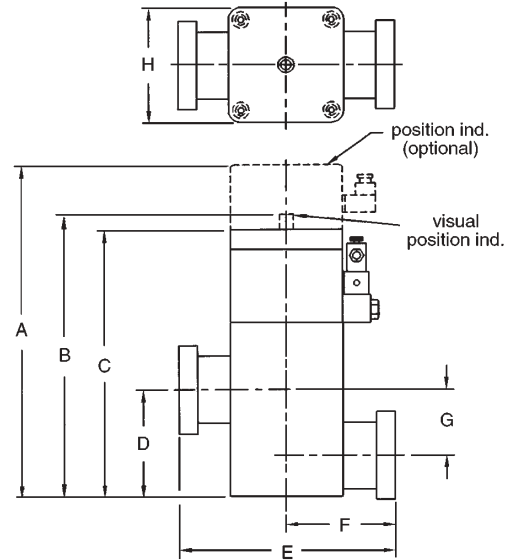 H
position ind.
(optional)
visual
position ind.
A
B
C
D
G
F
E